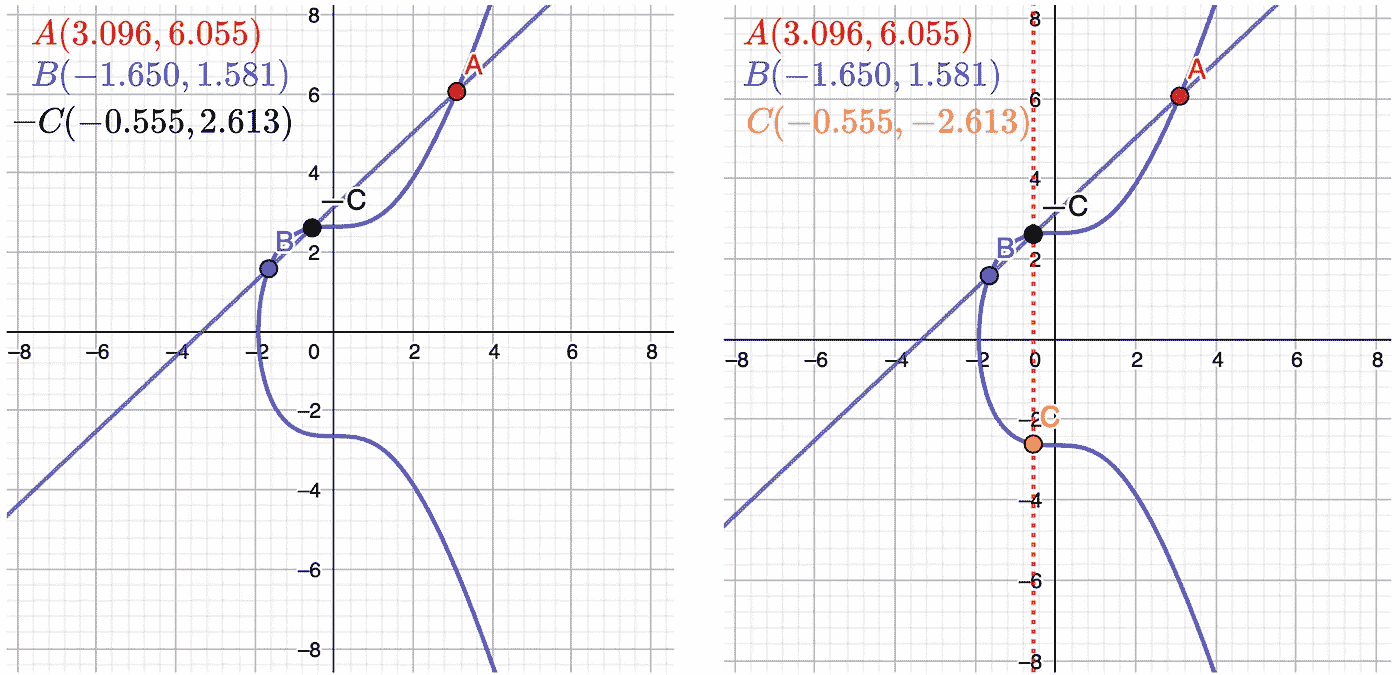 A(3.096, 6.055)
B(−1.650, 1.581)
−C(−0.555, 2.613)
8
6
4
2
−2
−4
−6
−8
−8 −6 −4 −2 0 2 4 6 8
A
−C
B
A(3.096, 6.055)
B(−1.650, 1.581)
C(−0.555, −2.613)
8
6
4
2
−2
−4
−6
−8
−8 −6 −4 −2 0 2 4 6 8
A
−C
B
C